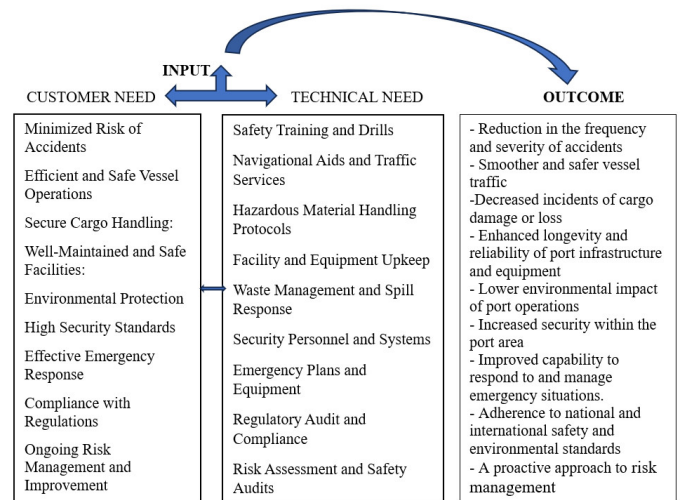 INPUT
CUSTOMER NEED
TECHNICAL NEED
OUTCOME
Minimized Risk of
Accidents
Efficient and Safe Vessel
Operations
Secure Cargo Handling:
Well-Maintained and Safe
Facilities:
Environmental Protection
High Security Standards
Effective Emergency
Response
Compliance with
Regulations
Ongoing Risk
Management and
Improvement
Safety Training and Drills
Navigational Aids and Traffic
Services
Hazardous Material Handling
Protocols
Facility and Equipment Upkeep
Waste Management and Spill
Response
Security Personnel and Systems
Emergency Plans and
Equipment
Regulatory Audit and
Compliance
Risk Assessment and Safety
Audits
- Reduction in the frequency
and severity of accidents
- Smoother and safer vessel
traffic
-Decreased incidents of cargo
damage or loss
- Enhanced longevity and
reliability of port infrastructure
and equipment
- Lower environmental impact
of port operations
- Increased security within the
port area
- Improved capability to
respond to and manage
emergency situations.
- Adherence to national and
international safety and
environmental standards
- A proactive approach to risk
management